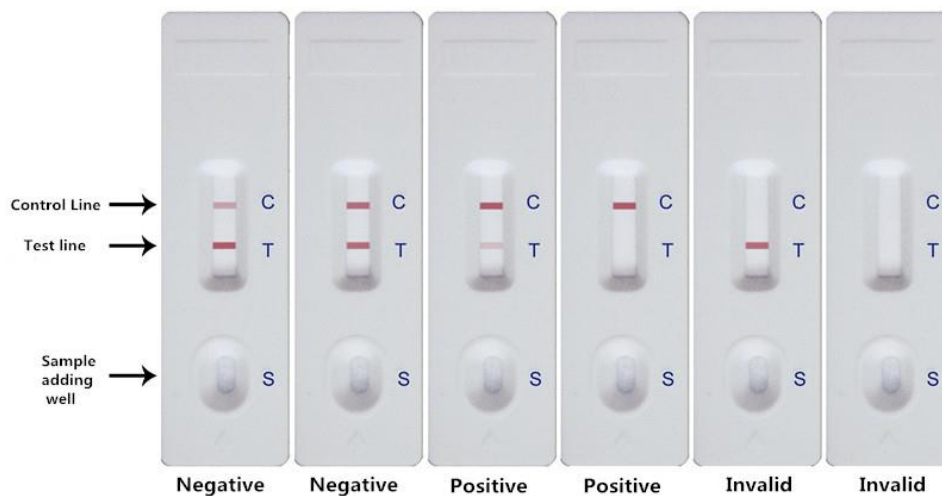 Control Line
C C C C C C
Test line
T T T T T T
Sample
adding
well
S S S S S S
Negative Negative Positive Positive Invalid Invalid